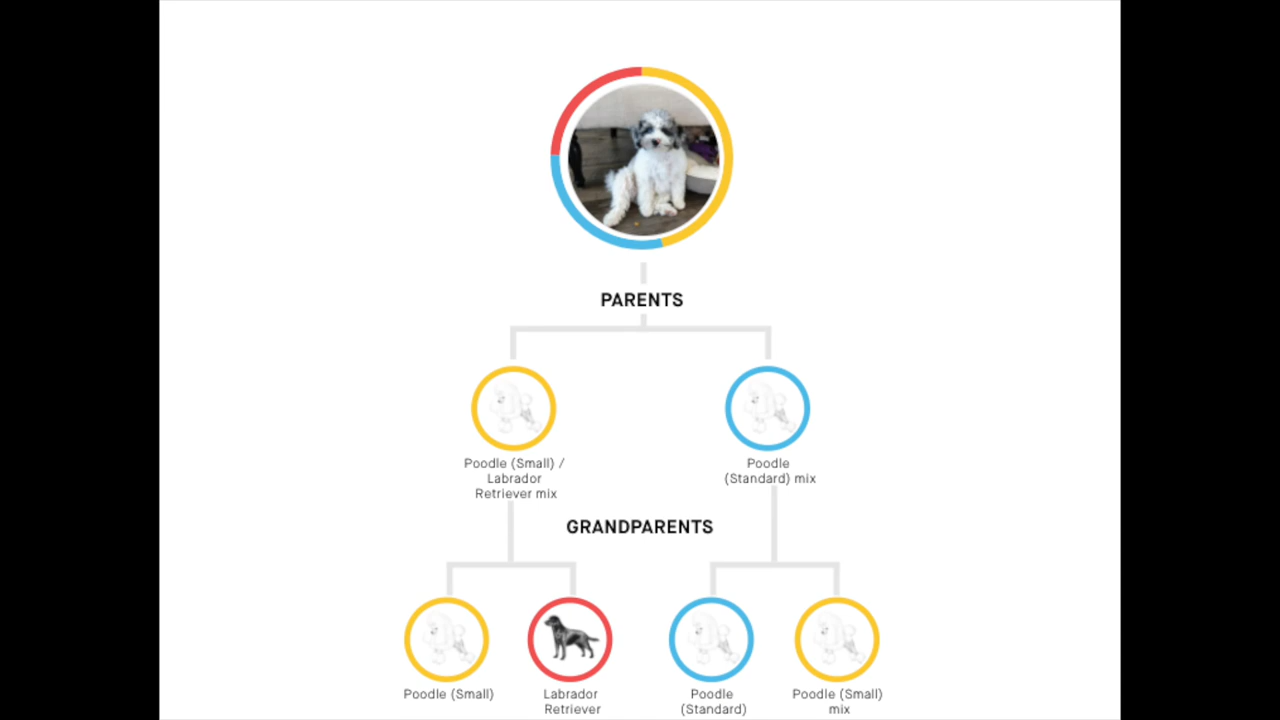 PARENTS
Poodle (Small) /
Labrador
Retriever mix
Poodle
(Standard) mix
GRANDPARENTS
Poodle (Small)
Labrador
Retriever
Poodle
(Standard)
Poodle (Small)
mix